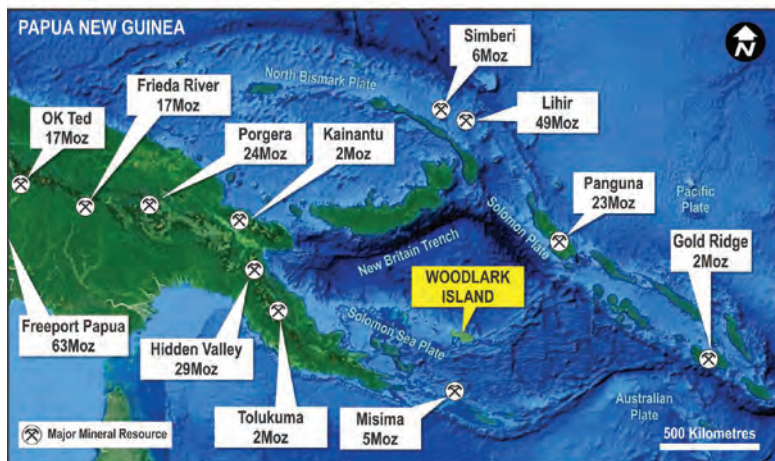 PAPUA NEW GUINEA
Simberi
6Moz
N
North Bismark Plate
Frieda River
17Moz
Lihir
49Moz
OK Ted
17Moz
Porgera
24Moz
Kainantu
2Moz
Panguna
23Moz
Pacific
Plate
Solomon Plate
Gold Ridge
2Moz
New Britain Trench
WOODLARK
ISLAND
Solomon Sea Plate
Freeport Papua
63Moz
Hidden Valley
29Moz
Tolukuma
2Moz
Misima
5Moz
Australian
Plate
Major Mineral Resource
500 Kilometres